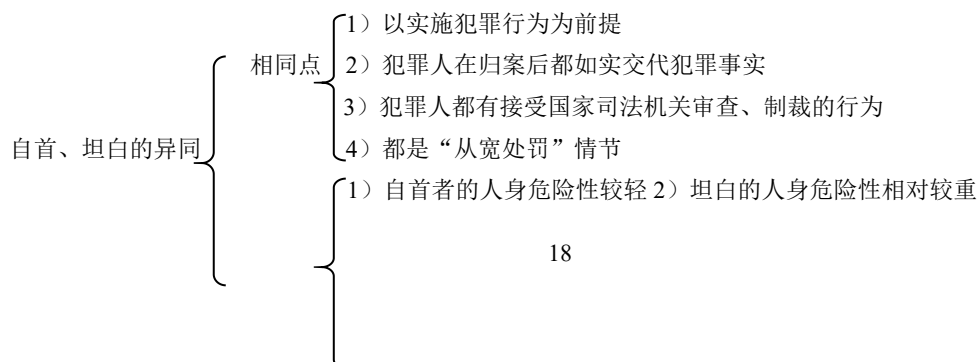 1）以实施犯罪行为为前提
相同点 2）犯罪人在归案后都如实交代犯罪事实
3）犯罪人都有接受国家司法机关审查、制裁的行为
自首、坦白的异同
4）都是“从宽处罚”情节
1）自首者的人身危险性较轻 2）坦白的人身危险性相对较重
18